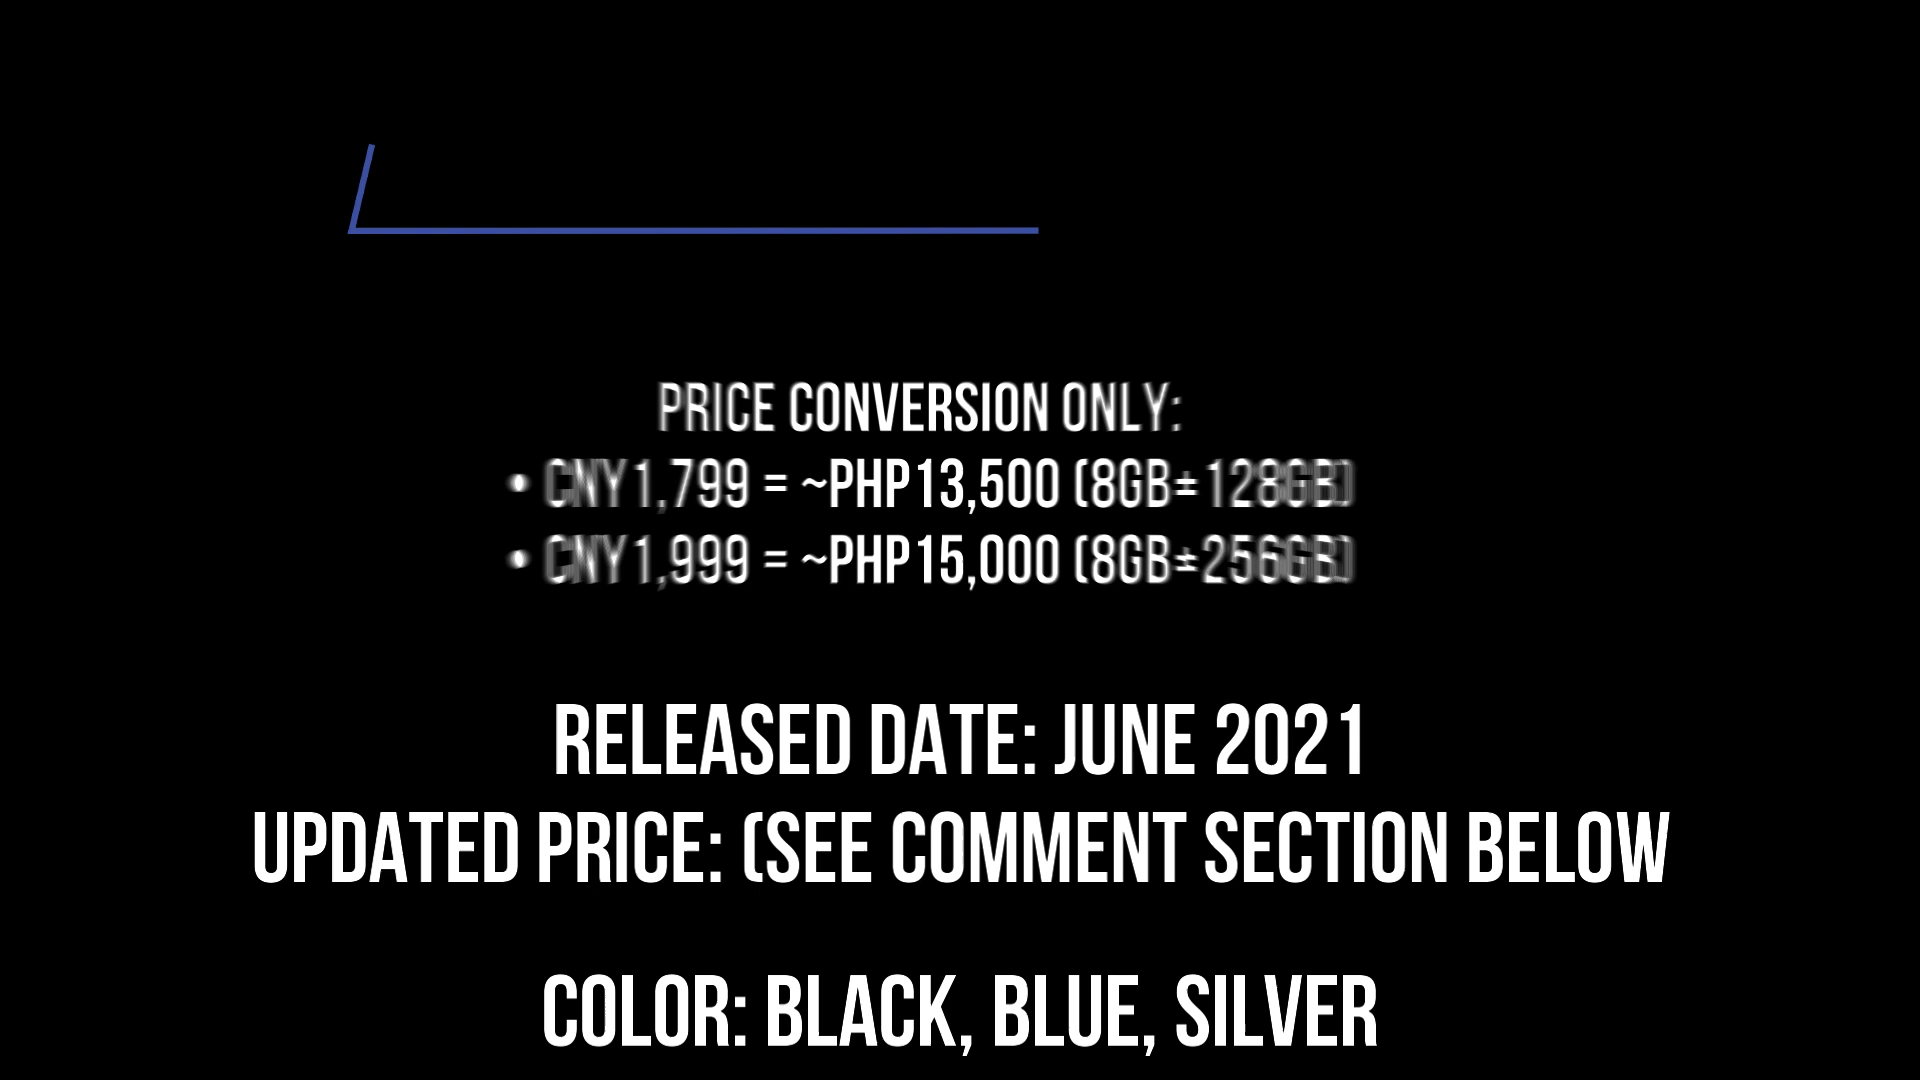 PRICE CONVERSION ONLY:
• CNY1,799 = ~PHP13,500 (8GB+128GB)
• CNY1,999 = ~PHP15,000 (8GB+256GB)
RELEASED DATE: JUNE 2021
UPDATED PRICE: (SEE COMMENT SECTION BELOW
COLOR: BLACK, BLUE, SILVER